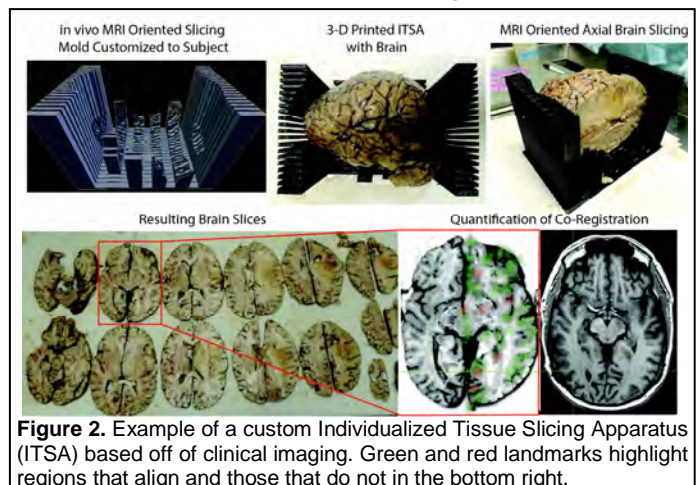 in vivo MRI Oriented Slicing
Mold Customized to Subject
3-D Printed ITSA
with Brain
MRI Oriented Axial Brain Slicing
Resulting Brain Slices
Quantification of Co-Registration
Figure 2. Example of a custom Individualized Tissue Slicing Apparatus
(ITSA) based off of clinical imaging. Green and red landmarks highlight
regions that align and those that do not in the bottom right.